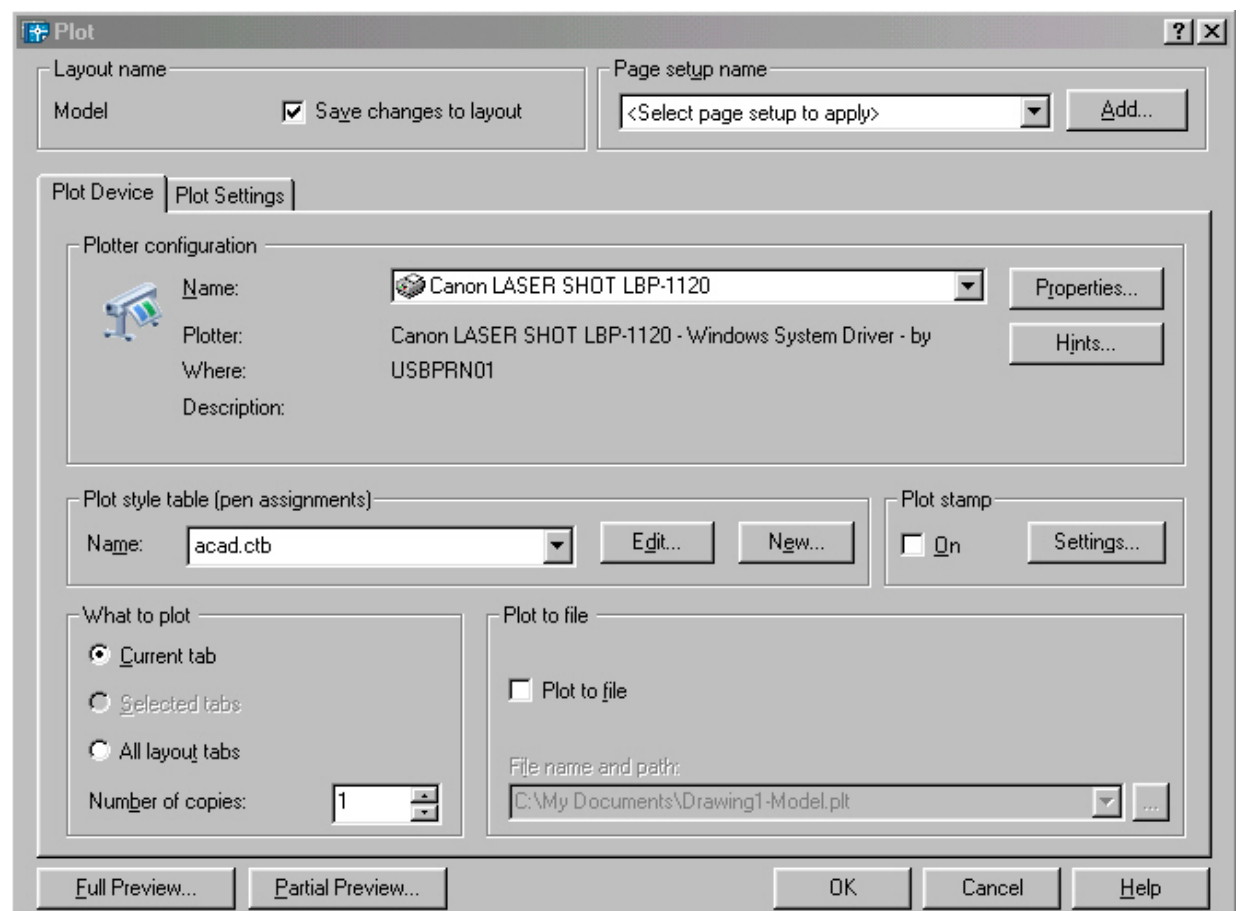 Plot
Layout name
Model
Save changes to layout
Page setup name
<Select page setup to apply>
Add...
Plot Device
Plot Settings
Plotter configuration
Name:
Canon LASER SHOT LBP-1120
Properties...
Plotter:
Canon LASER SHOT LBP-1120 - Windows System Driver - by
Hints...
Where:
USBPRN01
Description:
Plot style table (pen assignments)
Name:
acad.ctb
Edit...
New...
Plot stamp
On
Settings...
What to plot
Current tab
Selected tabs
All layout tabs
Number of copies:
1
Plot to file
Plot to file
File name and path:
C:\My Documents\Drawing1-Model.plt
...
Full Preview...
Partial Preview...
OK
Cancel
Help